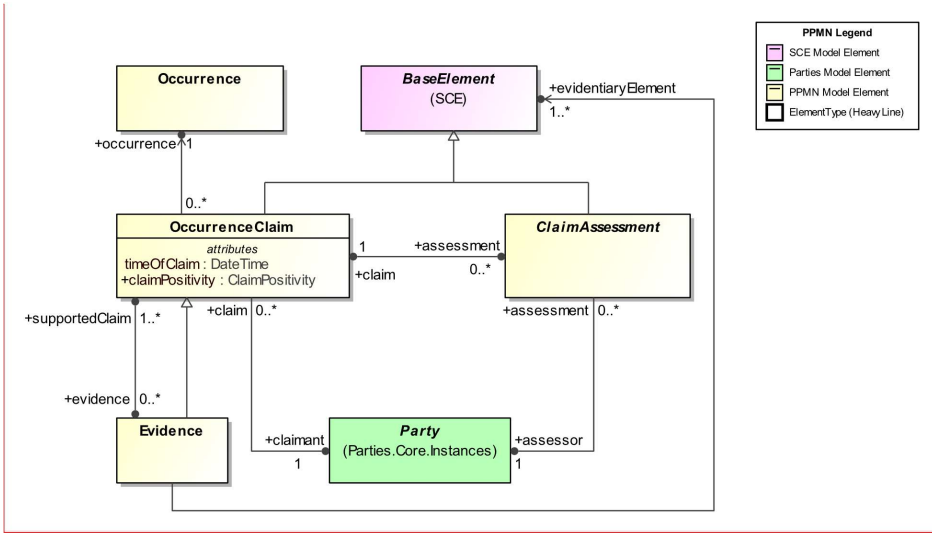 PPMN Legend
SCE Model Element
Parties Model Element
PPMN Model Element
ElementType (Heavy Line)
Occurrence
BaseElement
(SCE)
+evidentiaryElement
1..*
+occurrence 1
0..*
OccurrenceClaim
attributes
timeOfClaim : DateTime
+claimPositivity : ClaimPositivity
ClaimAssessment
1
+claim
+assessment
0..*
+supportedClaim 1..*
+claim 0..*
+assessment 0..*
+evidence 0..*
Evidence
+claimant
1
Party
(Parties.Core.Instances)
+assessor
1